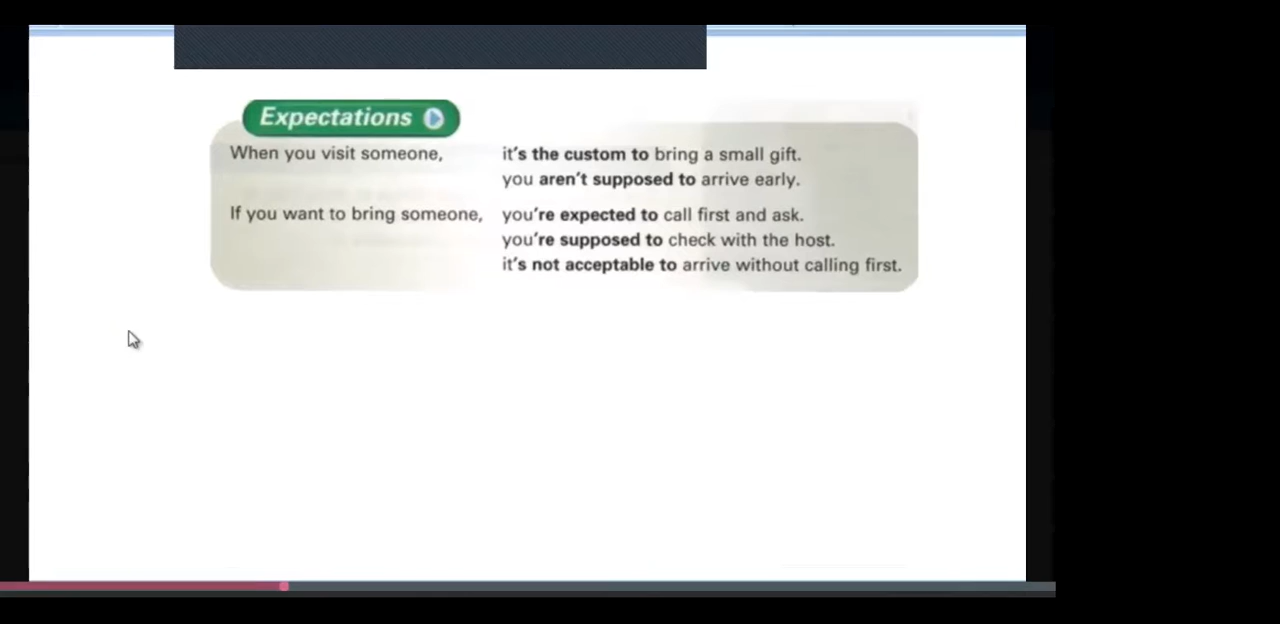 Expectations
When you visit someone, it's the custom to bring a small gift.
you aren't supposed to arrive early.
If you want to bring someone, you're expected to call first and ask.
you're supposed to check with the host.
it's not acceptable to arrive without calling first.